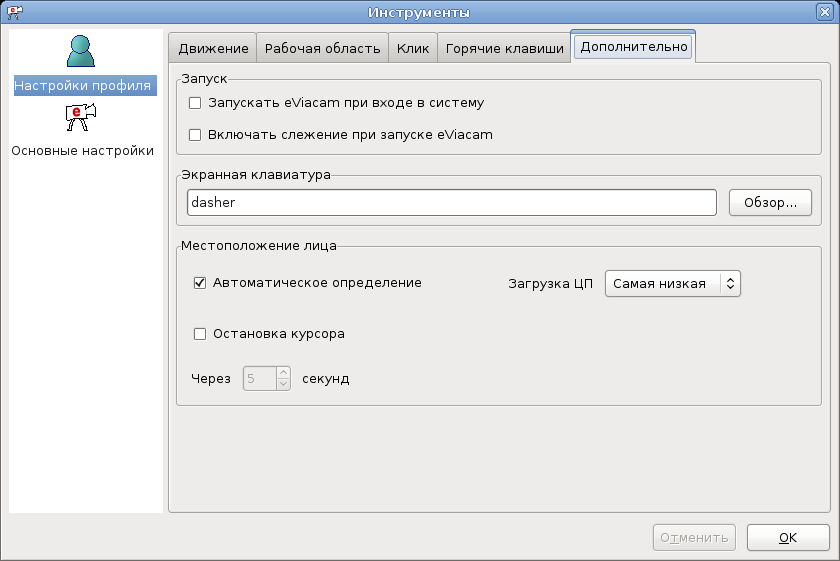 Инструменты
Настройки профиля
e
Основные настройки
Движение Рабочая область Клик Горячие клавиши Дополнительно
Запуск
Запускать eViacam при входе в систему
Включать слежение при запуске eViacam
Экранная клавиатура
dasher Обзор...
Местоположение лица
Автоматическое определение Загрузка ЦП Самая низкая
Остановка курсора
Через 5 секунд
Отменить OK